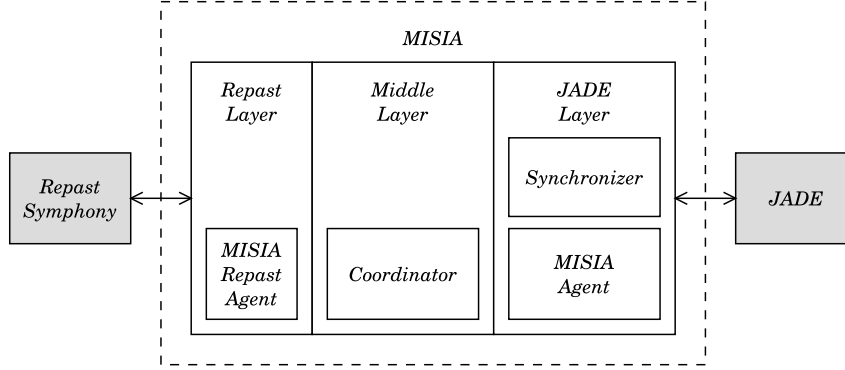 MISIA
Repast
Layer
Middle
Layer
JADE
Layer
Synchronizer
Repast
Symphony
JADE
MISIA
Repast
Agent
Coordinator
MISIA
Agent